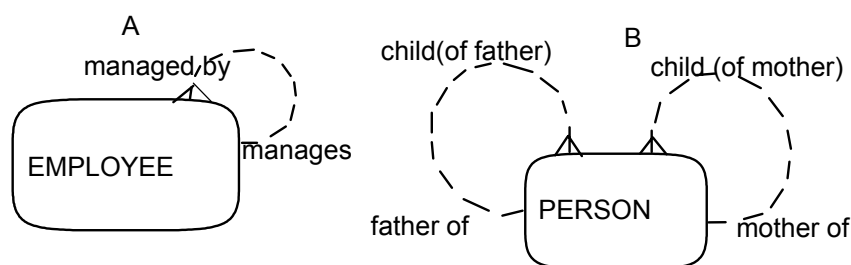 A
managed by
EMPLOYEE
manages
B
child(of father)
child (of mother)
father of
PERSON
mother of